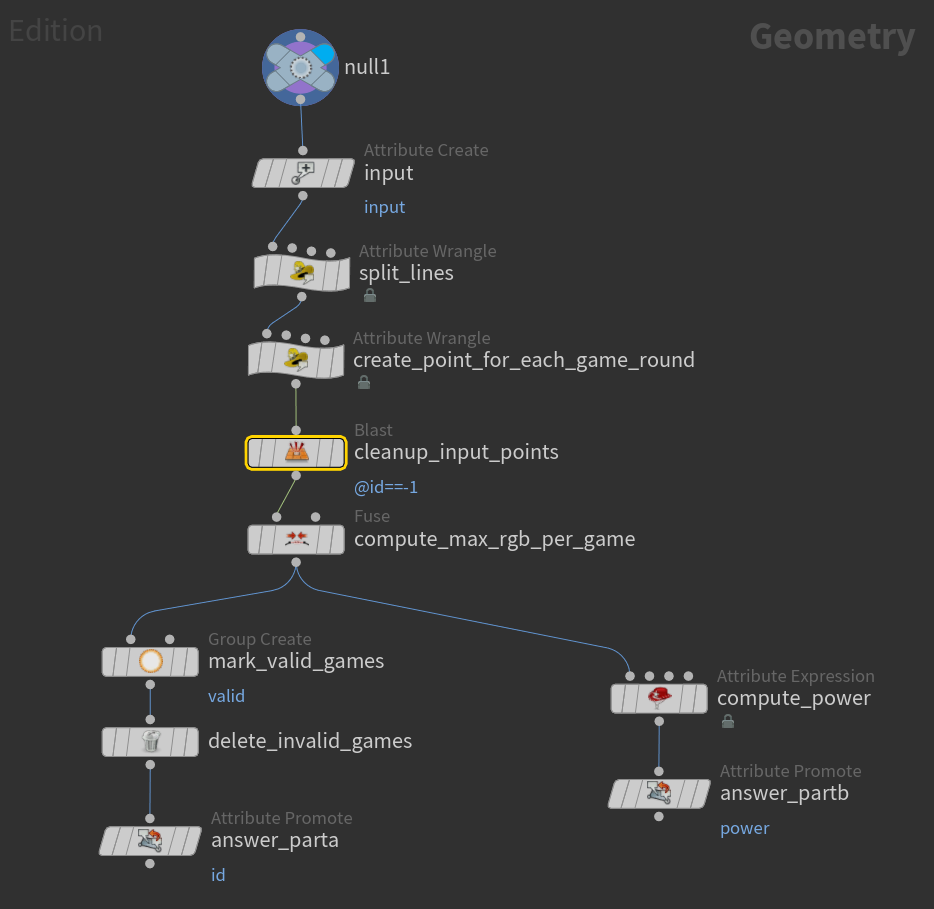 Edition
Geometry
null1
Attribute Create
input
input
Attribute Wrangle
split_lines
Attribute Wrangle
create_point_for_each_game_round
Blast
cleanup_input_points
@id==-1
Fuse
compute_max_rgb_per_game
Group Create
mark_valid_games
valid
Attribute Expression
compute_power
delete_invalid_games
Attribute Promote
answer_partb
power
Attribute Promote
answer_parta
id